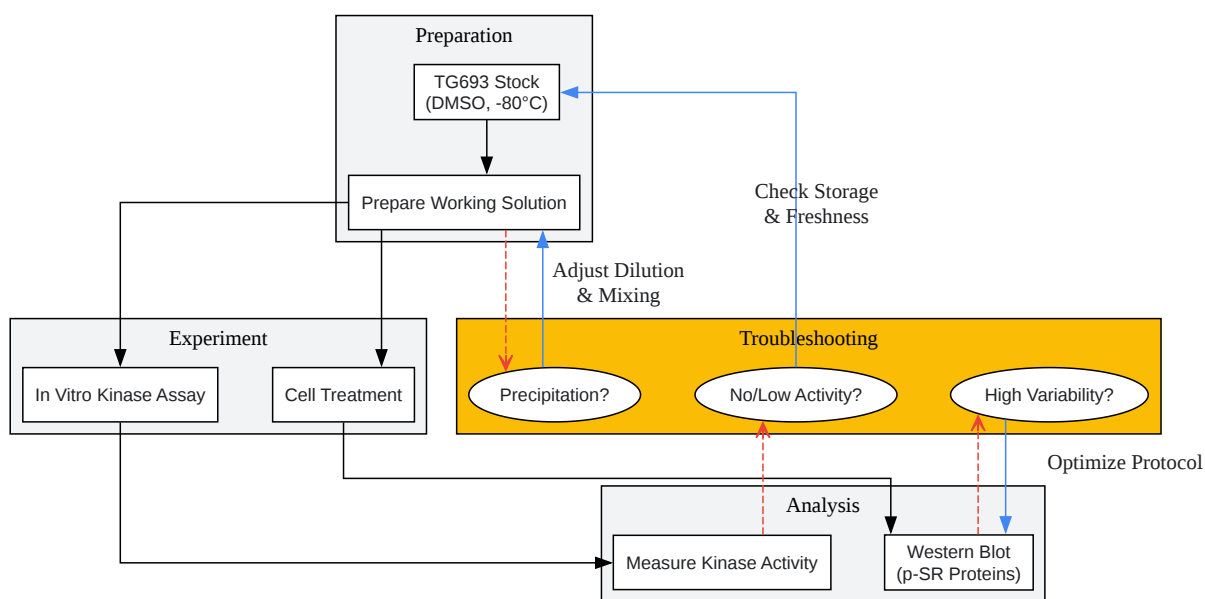 Preparation
TG693 Stock
(DMSO, -80°C)
Prepare Working Solution
Check Storage
& Freshness
Adjust Dilution
& Mixing
Experiment
In Vitro Kinase Assay
Cell Treatment
Troubleshooting
Precipitation?
No/Low Activity?
High Variability?
Optimize Protocol
Analysis
Measure Kinase Activity
Western Blot
(p-SR Proteins)